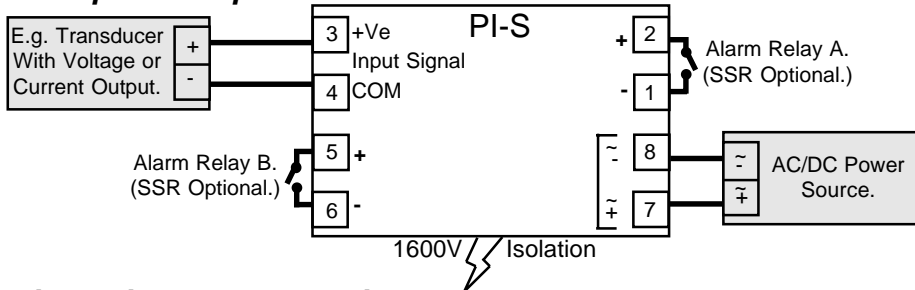 PI-S
E.g. Transducer
With Voltage or
Current Output.
+
-
3 +Ve
Input Signal
4 COM
5 +
6 -
Alarm Relay B.
(SSR Optional.)
+ 2
- 1
Alarm Relay A.
(SSR Optional.)
~
- 8
~
+ 7
~
-
~
+
AC/DC Power
Source.
1600V Isolation